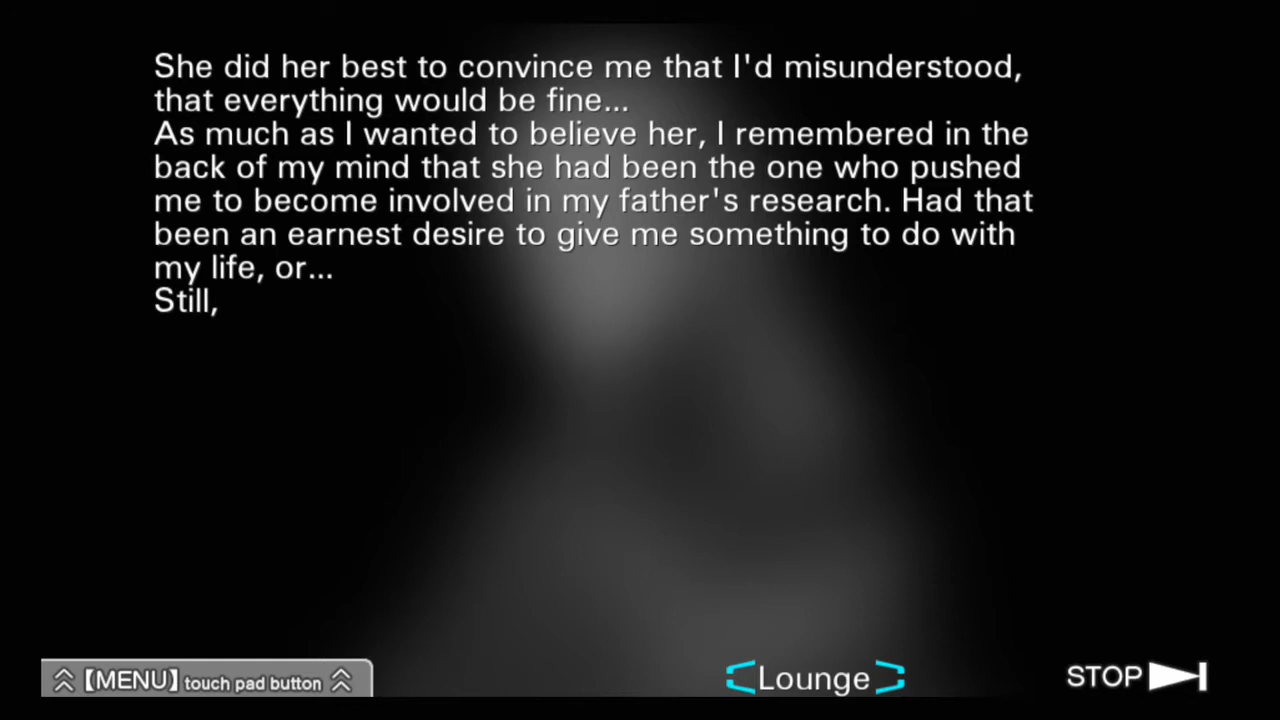 She did her best to convince me that I'd misunderstood,
that everything would be fine...
As much as I wanted to believe her, I remembered in the
back of my mind that she had been the one who pushed
me to become involved in my father's research. Had that
been an earnest desire to give me something to do with
my life, or...
Still,
【MENU】 touch pad button
Lounge
STOP